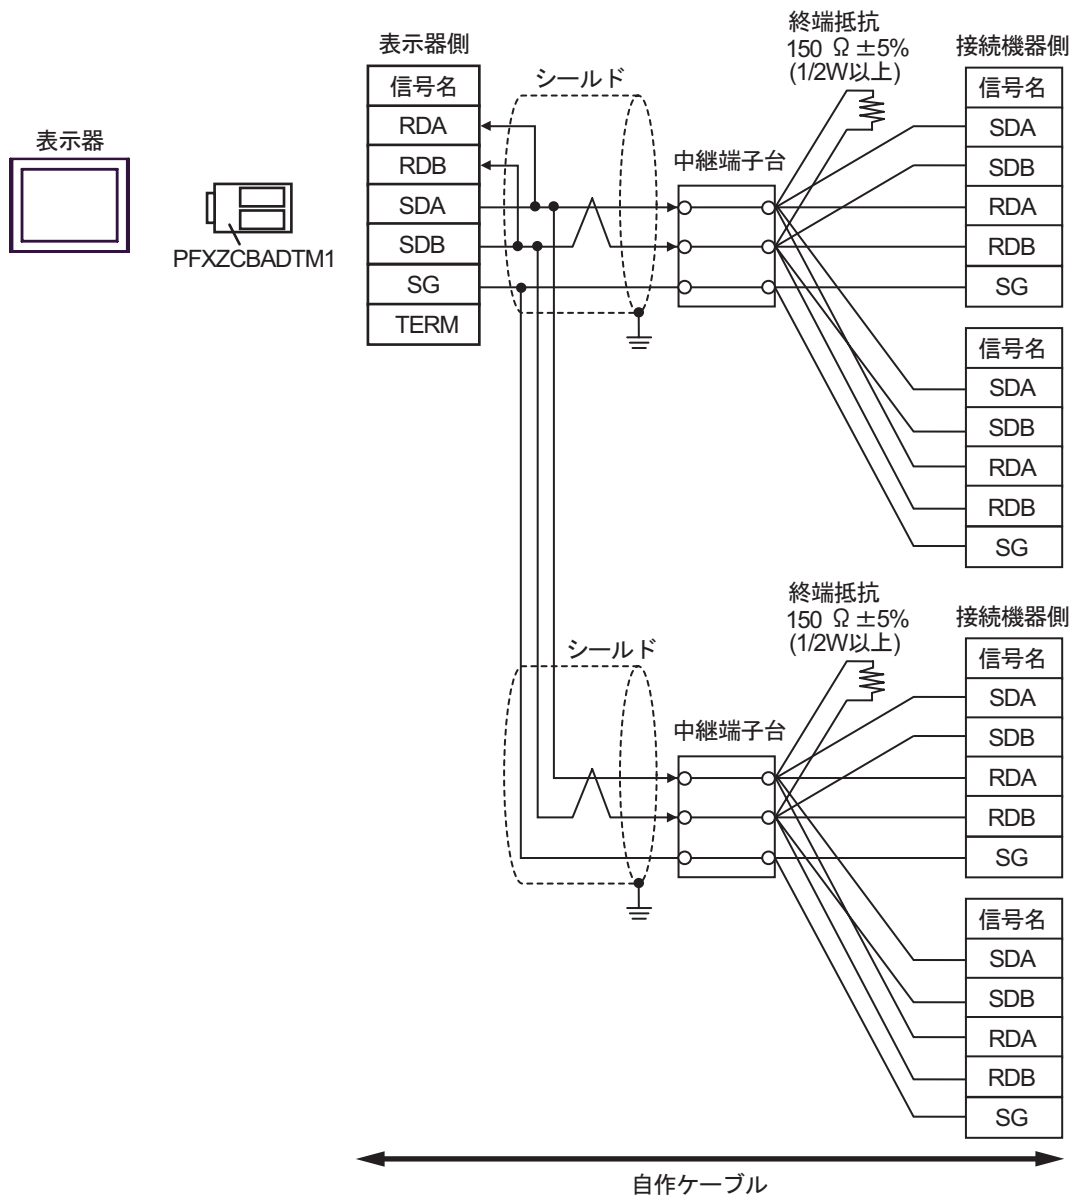 表示器
PFXZCBADTM1
表示器側
信号名
RDA
RDB
SDA
SDB
SG
TERM
シールド
中継端子台
終端抵抗
150 Ω ±5%
(1/2W以上)
接続機器側
信号名
SDA
SDB
RDA
RDB
SG
信号名
SDA
SDB
RDA
RDB
SG
シールド
中継端子台
終端抵抗
150 Ω ±5%
(1/2W以上)
接続機器側
信号名
SDA
SDB
RDA
RDB
SG
信号名
SDA
SDB
RDA
RDB
SG
自作ケーブル